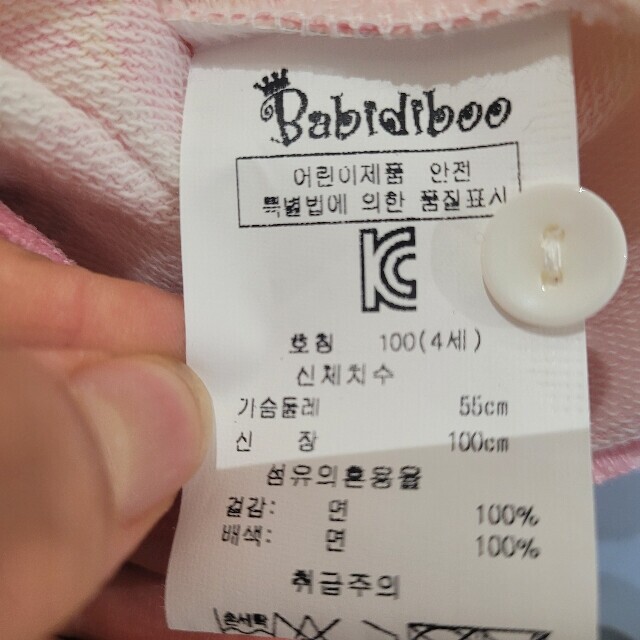 Babidiboo
어린이제품 안전
특별법에 의한 품질표시
KC
호칭 100(4세)
신체치수
가슴둘레 55cm
신 장 100cm
섬유의혼용율
겉감: 면 100%
배색: 면 100%
취급주의
손세탁